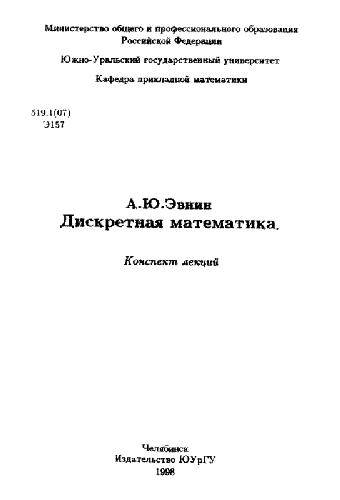 Министерство общего и профессионального образования
Российской Федерации
Южно-Уральский государственный университет
Кафедра прикладной математики
519.1(07)
Э157
А.Ю.Эвнин
Дискретная математика.
Конспект лекций
Челябинск
Издательство ЮУрГУ
1998